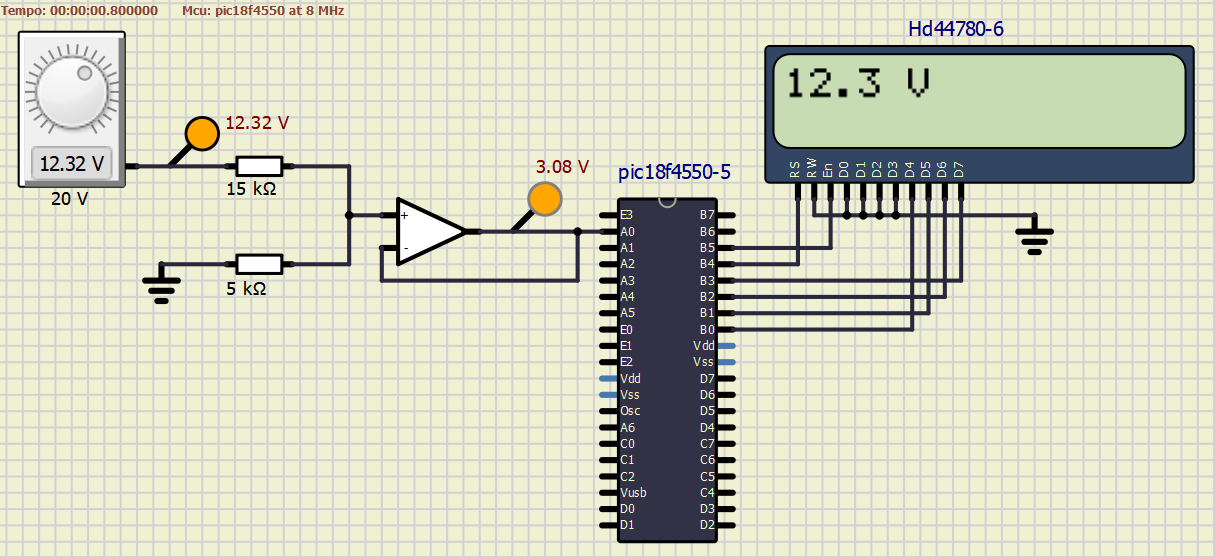 Tempo: 00:00:00.800000 Mcu: pic18f4550 at 8 MHz
Hd44780-6
12.3 V
RS RW En D0 D1 D2 D3 D4 D5 D6 D7
12.32 V
12.32 V
20 V
15 kΩ
5 kΩ
+
-
3.08 V
pic18f4550-5
E3 B7
A0 B6
A1 B5
A2 B4
A3 B3
A4 B2
A5 B1
E0 B0
E1 Vdd
E2 Vss
Vdd D7
Vss D6
Osc D5
A6 D4
C0 C7
C1 C6
C2 C5
Vusb C4
D0 D3
D1 D2